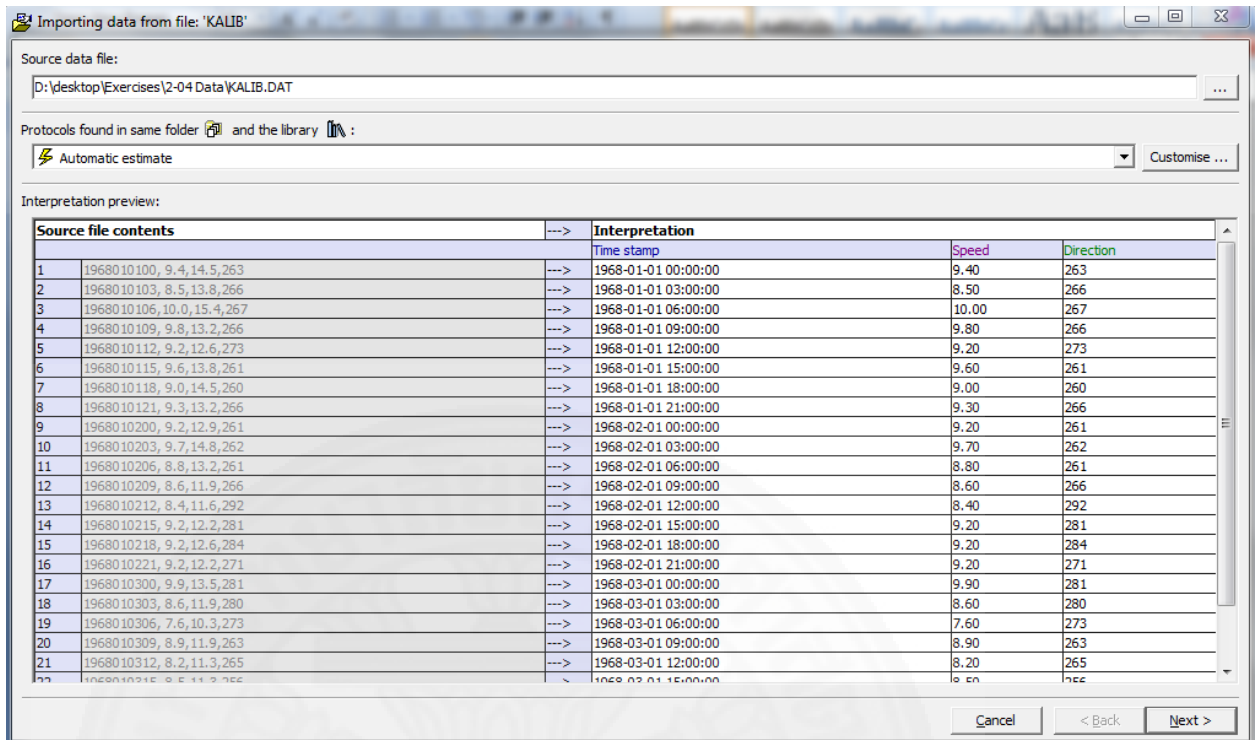 Importing data from file: 'KALIB'
Source data file:
D:\desktop\Exercises\2-04 Data\KALIB.DAT
...
Protocols found in same folder and the library :
Automatic estimate
Customise ...
Interpretation preview:
Source file contents ---> Interpretation
Time stamp Speed Direction
1 1968010100, 9.4,14.5,263 ---> 1968-01-01 00:00:00 9.40 263
2 1968010103, 8.5,13.8,266 ---> 1968-01-01 03:00:00 8.50 266
3 1968010106,10.0,15.4,267 ---> 1968-01-01 06:00:00 10.00 267
4 1968010109, 9.8,13.2,266 ---> 1968-01-01 09:00:00 9.80 266
5 1968010112, 9.2,12.6,273 ---> 1968-01-01 12:00:00 9.20 273
6 1968010115, 9.6,13.8,261 ---> 1968-01-01 15:00:00 9.60 261
7 1968010118, 9.0,14.5,260 ---> 1968-01-01 18:00:00 9.00 260
8 1968010121, 9.3,13.2,266 ---> 1968-01-01 21:00:00 9.30 266
9 1968010200, 9.2,12.9,261 ---> 1968-02-01 00:00:00 9.20 261
10 1968010203, 9.7,14.8,262 ---> 1968-02-01 03:00:00 9.70 262
11 1968010206, 8.8,13.2,261 ---> 1968-02-01 06:00:00 8.80 261
12 1968010209, 8.6,11.9,266 ---> 1968-02-01 09:00:00 8.60 266
13 1968010212, 8.4,11.6,292 ---> 1968-02-01 12:00:00 8.40 292
14 1968010215, 9.2,12.2,281 ---> 1968-02-01 15:00:00 9.20 281
15 1968010218, 9.2,12.6,284 ---> 1968-02-01 18:00:00 9.20 284
16 1968010221, 9.2,12.2,271 ---> 1968-02-01 21:00:00 9.20 271
17 1968010300, 9.9,13.5,281 ---> 1968-03-01 00:00:00 9.90 281
18 1968010303, 8.6,11.9,280 ---> 1968-03-01 03:00:00 8.60 280
19 1968010306, 7.6,10.3,273 ---> 1968-03-01 06:00:00 7.60 273
20 1968010309, 8.9,11.9,263 ---> 1968-03-01 09:00:00 8.90 263
21 1968010312, 8.2,11.3,265 ---> 1968-03-01 12:00:00 8.20 265
Cancel < Back Next >